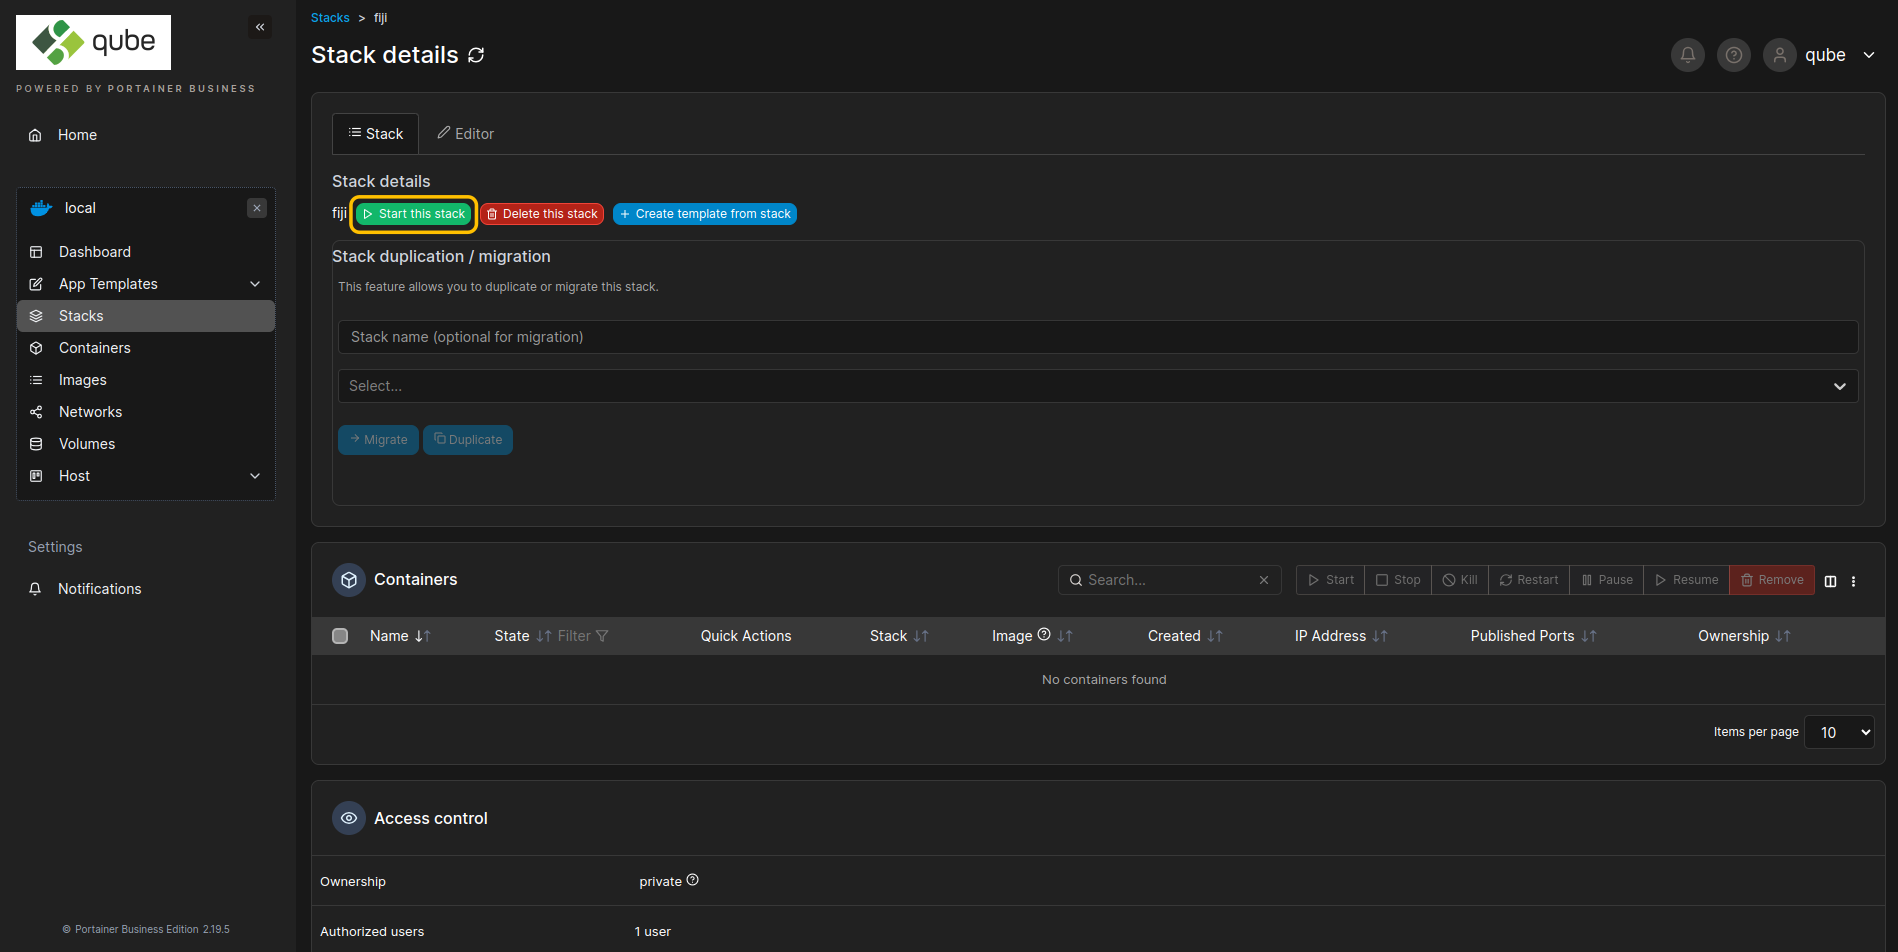 qube
POWERED BY PORTAINER BUSINESS
Home
local
Dashboard
App Templates
Stacks
Containers
Images
Networks
Volumes
Host
Settings
Notifications
© Portainer Business Edition 2.19.5
Stacks > fiji
Stack details
qube
Stack
Editor
Stack details
fiji Start this stack Delete this stack + Create template from stack
Stack duplication / migration
This feature allows you to duplicate or migrate this stack.
Stack name (optional for migration)
Select...
Migrate Duplicate
Containers
Search...
Start Stop Kill Restart Pause Resume Remove
Name State Filter Quick Actions Stack Image Created IP Address Published Ports Ownership
No containers found
Items per page 10
Access control
Ownership private
Authorized users 1 user